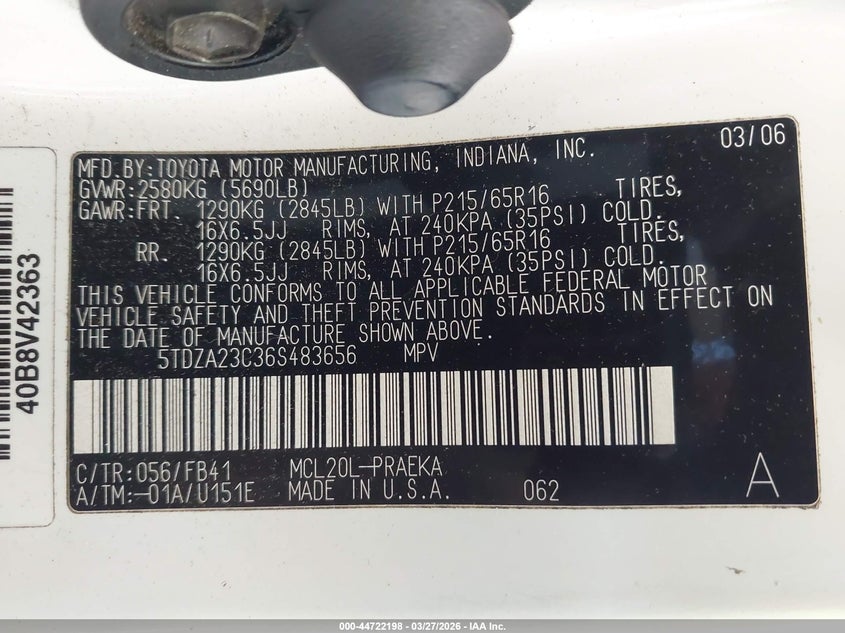 40B8V42363
03/06
MFD.BY:TOYOTA MOTOR MANUFACTURING, INDIANA, INC.
GVWR:2580KG (5690LB)
GAWR:FRT. 1290KG (2845LB) WITH P215/65R16 TIRES,
16X6.5JJ RIMS, AT 240KPA (35PSI) COLD.
RR. 1290KG (2845LB) WITH P215/65R16 TIRES,
16X6.5JJ RIMS, AT 240KPA (35PSI) COLD.
THIS VEHICLE CONFORMS TO ALL APPLICABLE FEDERAL MOTOR
VEHICLE SAFETY AND THEFT PREVENTION STANDARDS IN EFFECT ON
THE DATE OF MANUFACTURE SHOWN ABOVE.
5TDZA23C36S483656 MPV
C/TR:056/FB41 MCL20L-PRAEKA
A/TM:-01A/U151E MADE IN U.S.A. 062 A
000-44722198 - 03/27/2026 - IAA Inc.